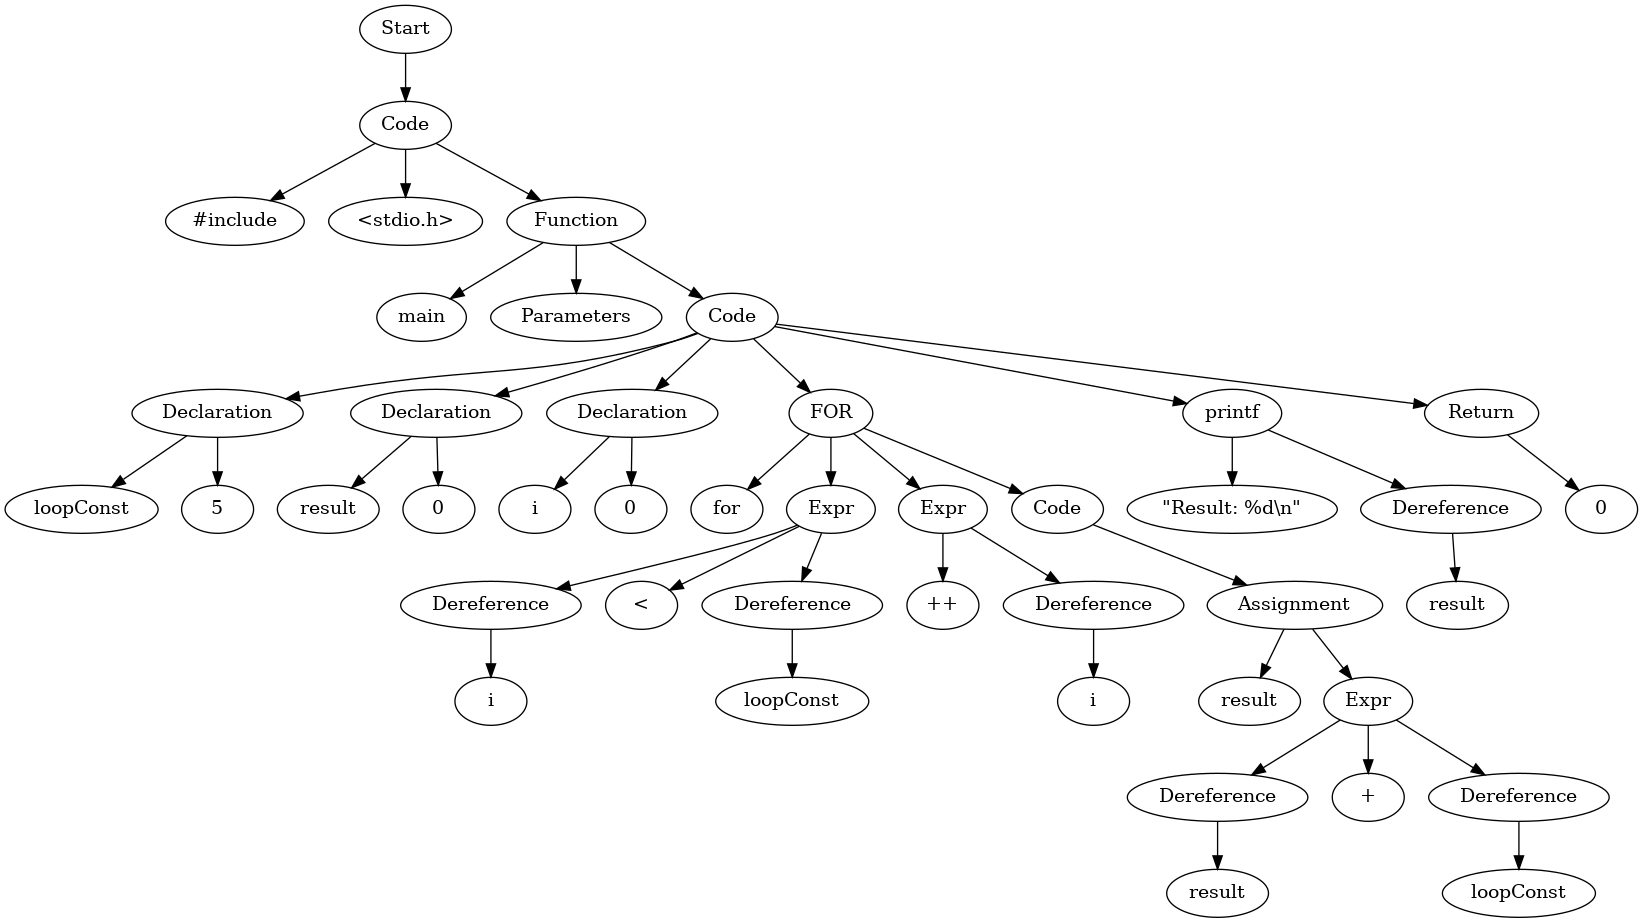 Start
Code
#include
<stdio.h>
Function
main
Parameters
Code
Declaration
Declaration
Declaration
FOR
printf
Return
loopConst
5
result
0
i
0
for
Expr
Expr
Code
"Result: %d\n"
Dereference
0
Dereference
<
Dereference
++
Dereference
Assignment
result
i
loopConst
i
result
Expr
Dereference
+
Dereference
result
loopConst